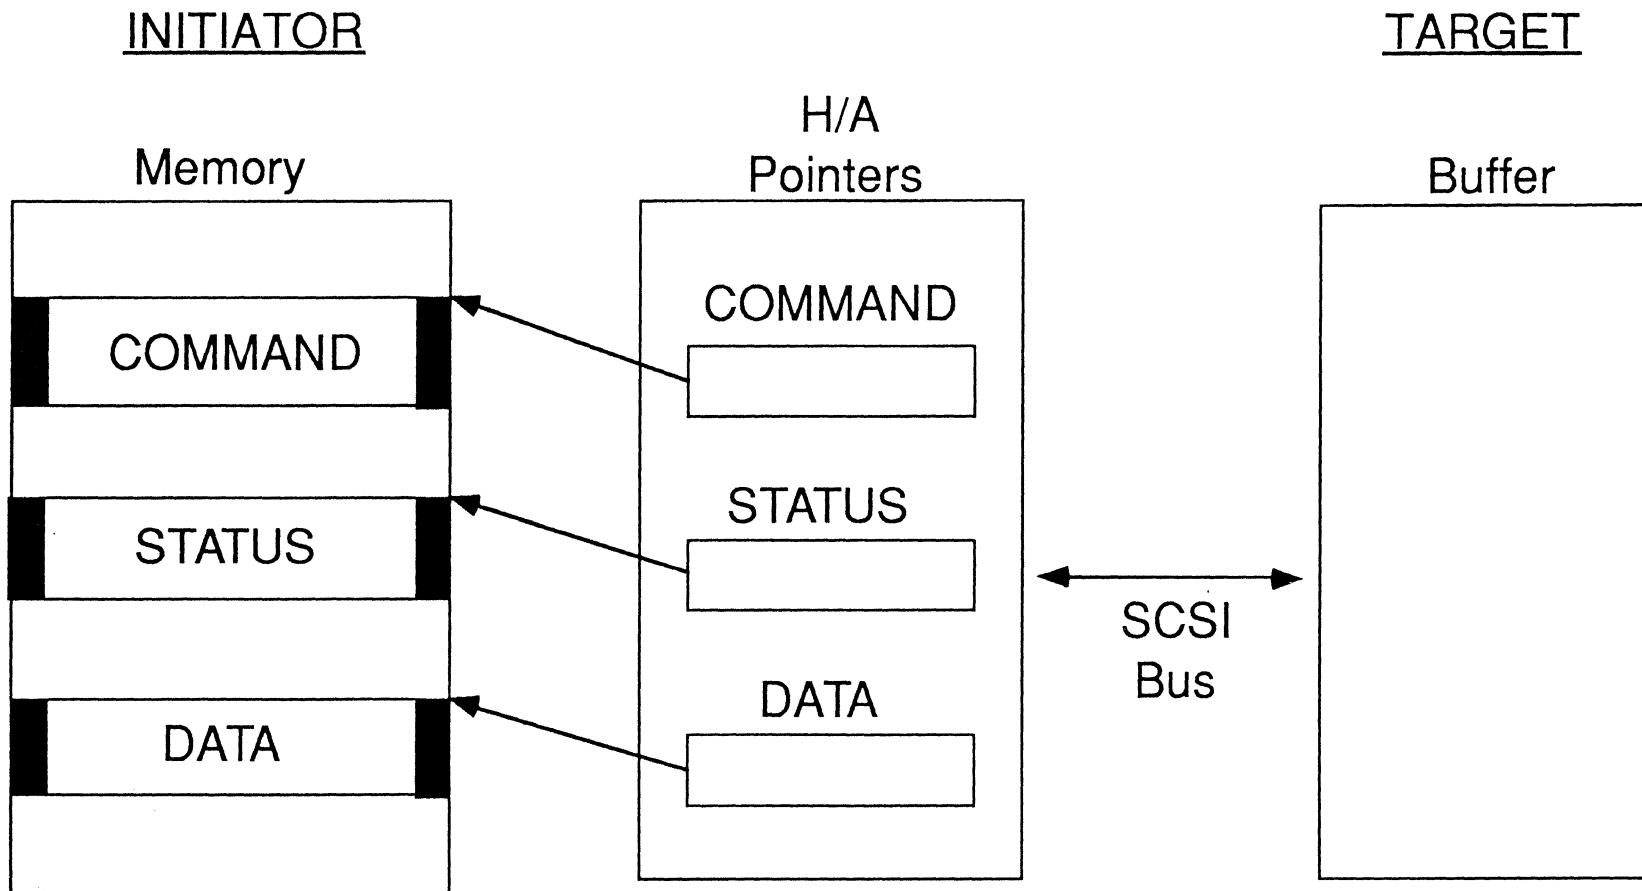 INITIATOR
TARGET
H/A
Pointers
Memory
Buffer
COMMAND
COMMAND
STATUS
STATUS
SCSI
Bus
DATA
DATA